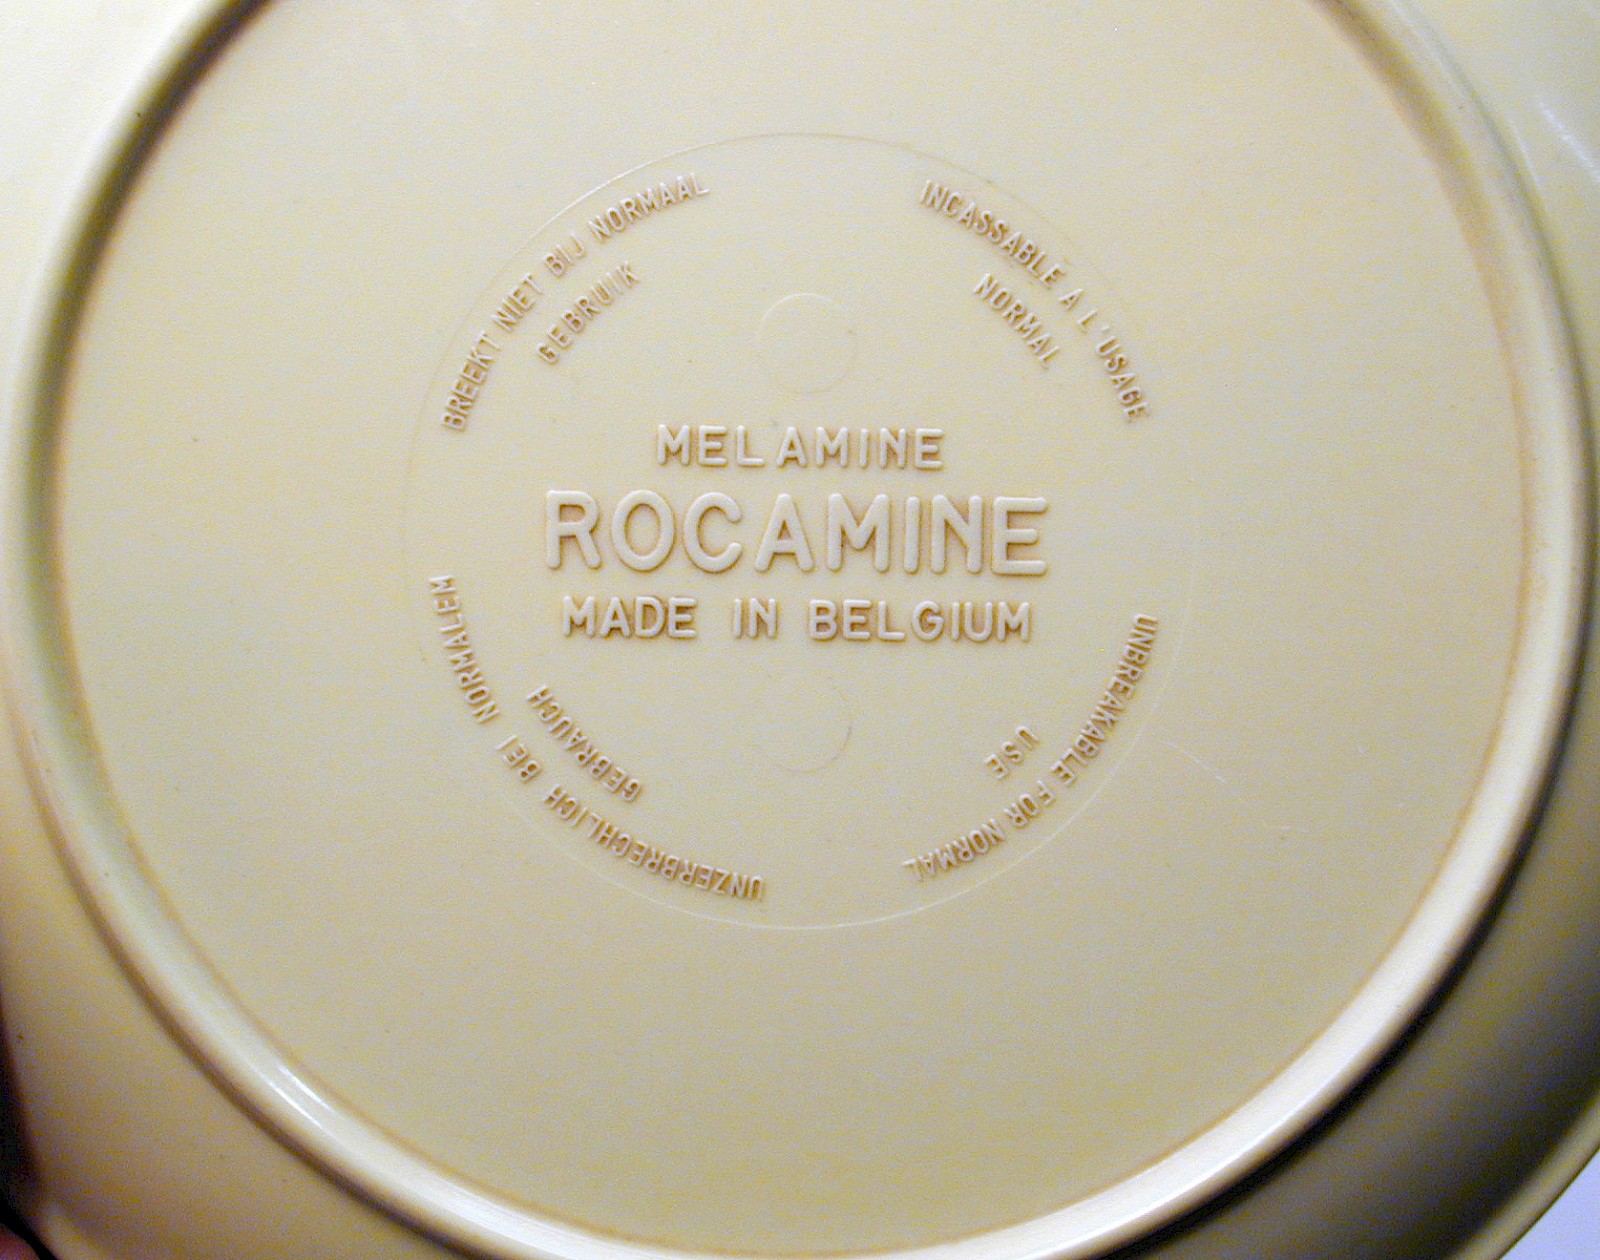 BREEKT NIET BIJ NORMAAL
GEBRUIK
INCASSABLE A L'USAGE
NORMAL
MELAMINE
ROCAMINE
MADE IN BELGIUM
UNZERBRECHLICH BEI NORMALEM
GEBRAUCH
UNBREAKABLE FOR NORMAL
USE